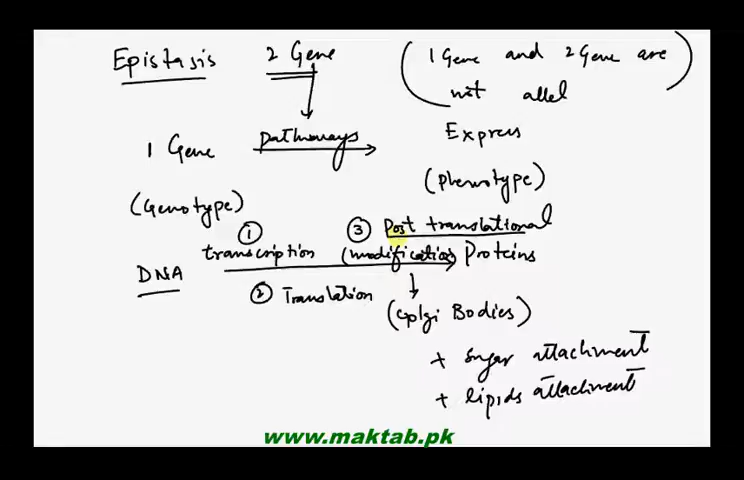 Epistasis 2 Gene (1 Gene and 2 Gene are
not allel)
1 Gene pathways Express
(Genotype) (Phenotype)
① transcription ③ Post translational
(modification) Proteins
DNA
② Translation (Golgi Bodies)
+ Sugar attachment
+ lipids attachment
www.maktab.pk